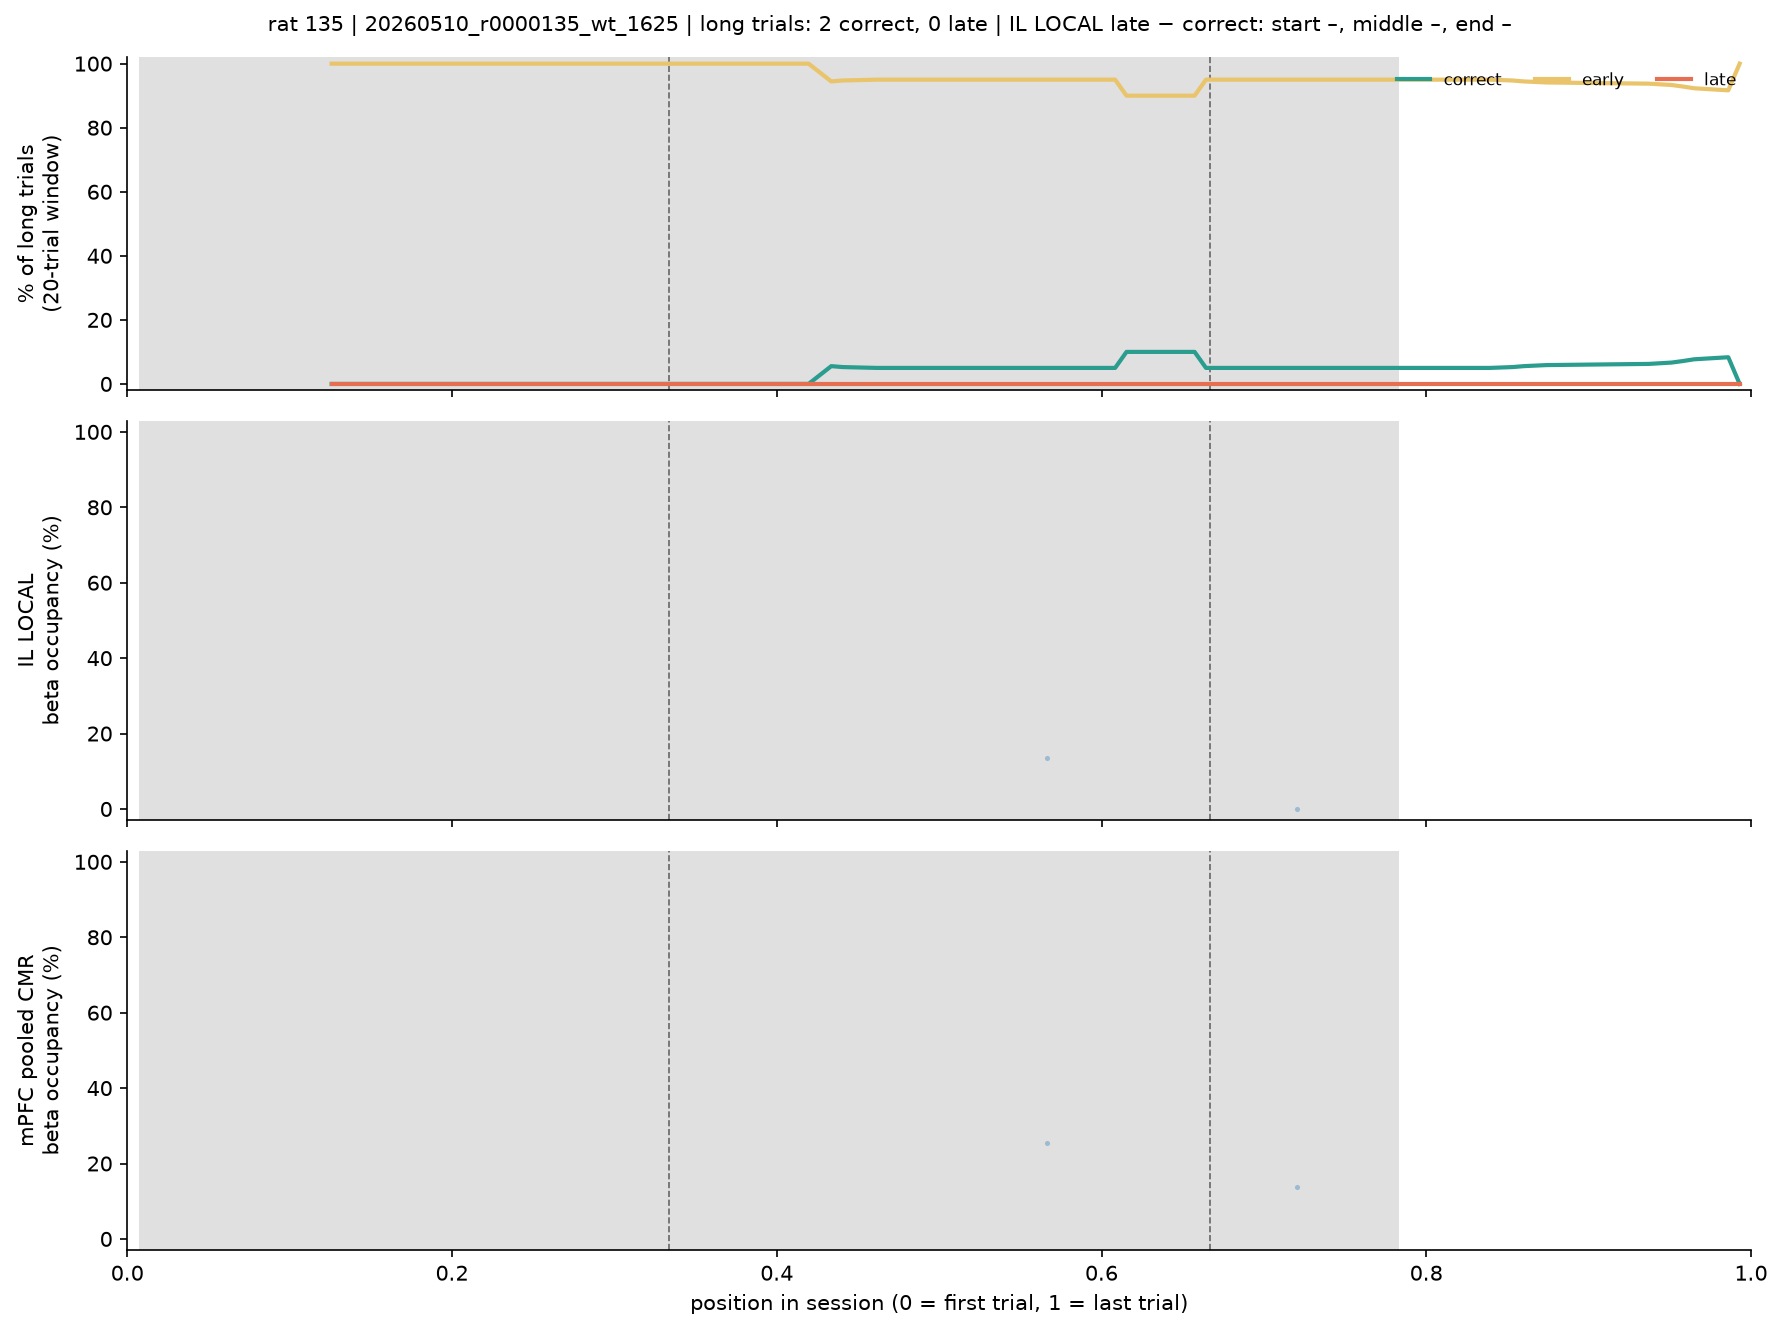 rat 135 | 20260510_r0000135_wt_1625 | long trials: 2 correct, 0 late | IL LOCAL late − correct: start –, middle –, end –
% of long trials
(20-trial window)
100
80
60
40
20
0
correct
early
late
IL LOCAL
beta occupancy (%)
100
80
60
40
20
0
mPFC pooled CMR
beta occupancy (%)
100
80
60
40
20
0
0.0 0.2 0.4 0.6 0.8 1.0
position in session (0 = first trial, 1 = last trial)